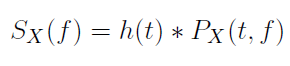 S_X(f) = h(t) * P_X(t, f)